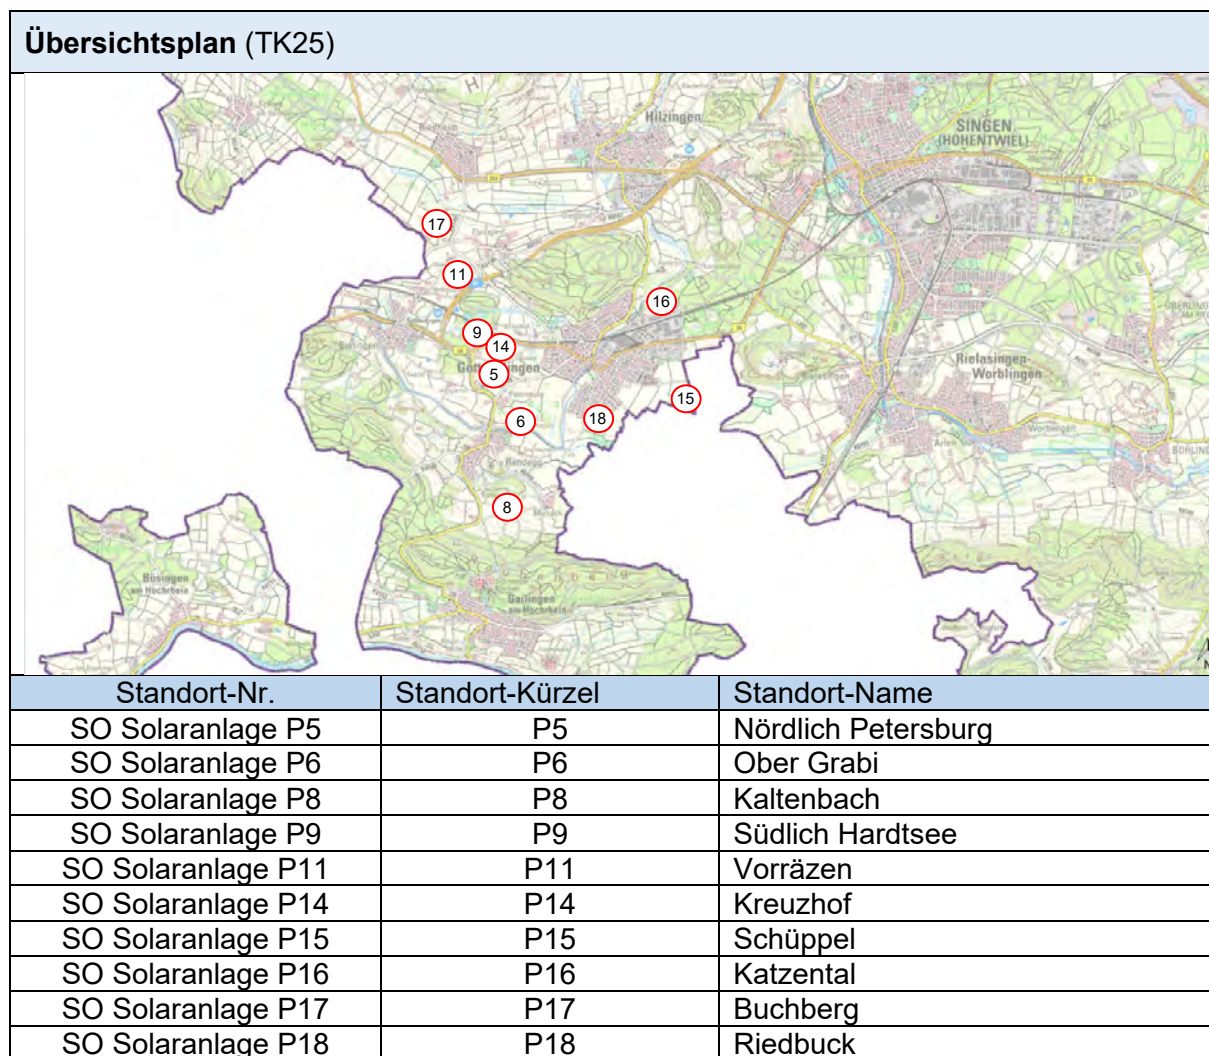 Übersichtsplan (TK25)
Hilzingen
SINGEN
(HOHENTWIEL)
Riedheim
17
11
16
9
14
5
15
6
18
8
Rielasingen-
Worblingen
Worblingen
Arlen
Randegg
Büsingen
am Hochrhein
Gailingen
am Hochrhein
Standort-Nr. Standort-Kürzel Standort-Name
SO Solaranlage P5 P5 Nördlich Petersburg
SO Solaranlage P6 P6 Ober Grabi
SO Solaranlage P8 P8 Kaltenbach
SO Solaranlage P9 P9 Südlich Hardtsee
SO Solaranlage P11 P11 Vorräzen
SO Solaranlage P14 P14 Kreuzhof
SO Solaranlage P15 P15 Schüppel
SO Solaranlage P16 P16 Katzental
SO Solaranlage P17 P17 Buchberg
SO Solaranlage P18 P18 Riedbuck